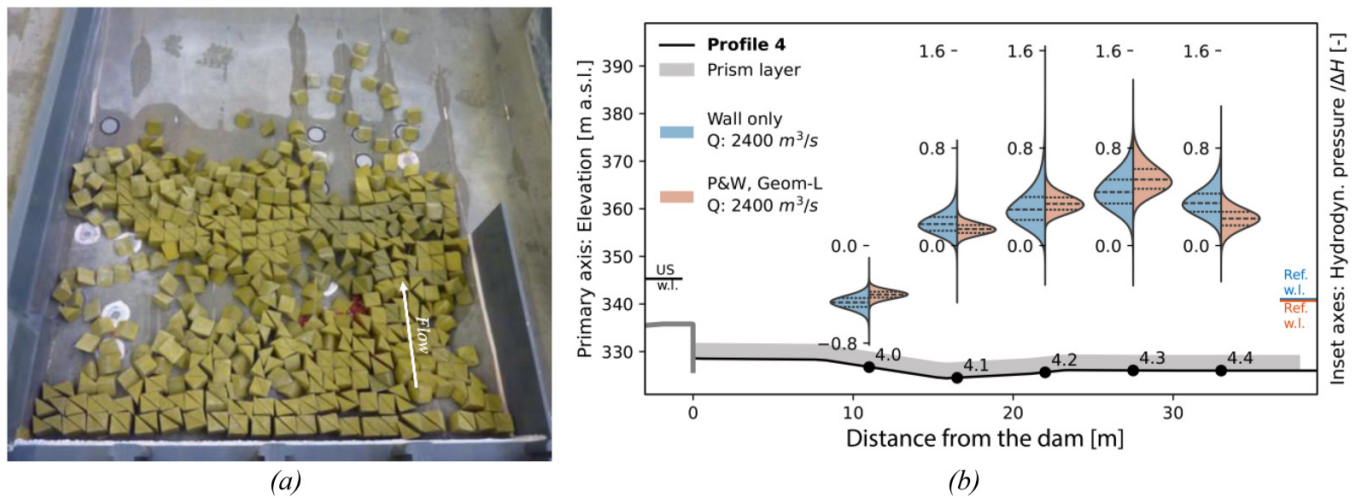 Flow
(a)
Primary axis: Elevation [m a.s.l.]
390
380
370
360
350
340
330
Profile 4
Prism layer
Wall only
Q: 2400 m³/s
P&W, Geom-L
Q: 2400 m³/s
US
w.l.
0.0
−0.8
1.6
0.8
0.0
1.6
0.8
0.0
1.6
0.8
0.0
1.6
0.8
0.0
4.0
4.1
4.2
4.3
4.4
Ref.
w.l.
Ref.
w.l.
0
10
20
30
Distance from the dam [m]
Inset axes: Hydrodyn. pressure /ΔH [-]
(b)